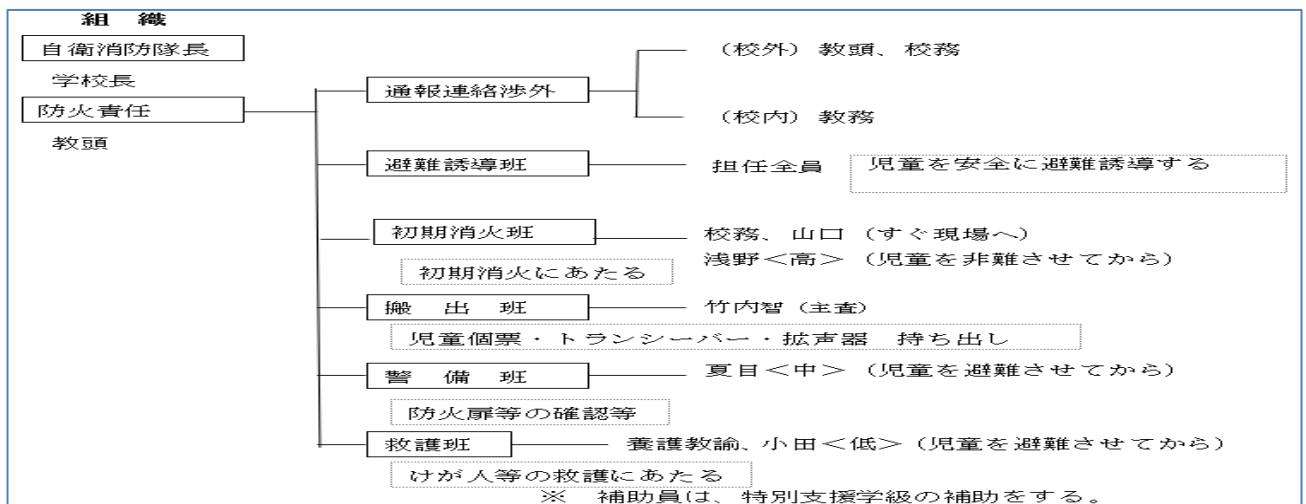 組 織
自衛消防隊長
学校長
防火責任
教頭
通報連絡渉外
（校外）教頭、校務
（校内）教務
避難誘導班
担任全員
児童を安全に避難誘導する
初期消火班
校務、山口（すぐ現場へ）
浅野＜高＞（児童を非難させてから）
初期消火にあたる
搬 出 班
竹内智（主査）
児童個票・トランシーバー・拡声器 持ち出し
警 備 班
夏目＜中＞（児童を避難させてから）
防火扉等の確認等
救護班
養護教諭、小田＜低＞（児童を避難させてから）
けが人等の救護にあたる
※ 補助員は、特別支援学級の補助をする。